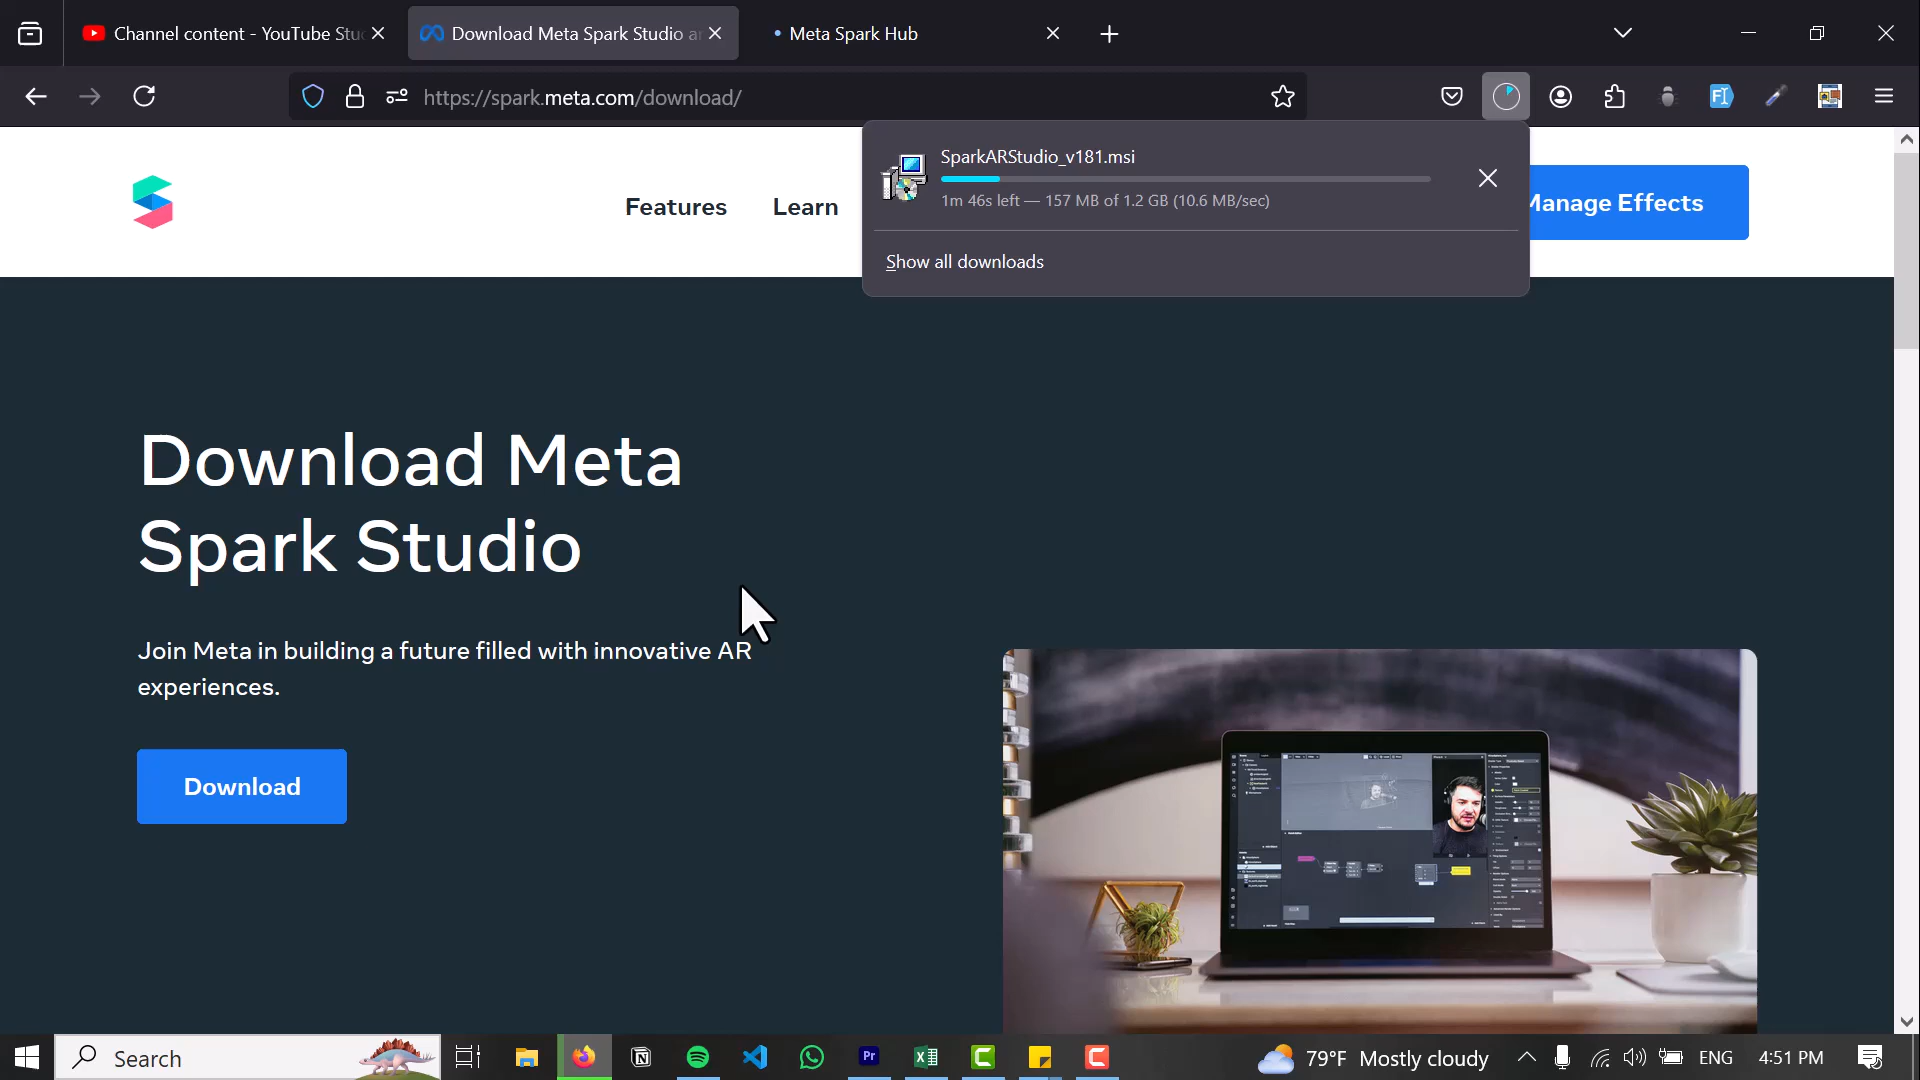 Channel content - YouTube Stu
Download Meta Spark Studio a
Meta Spark Hub
https://spark.meta.com/download/
SparkARStudio_v181.msi
1m 46s left — 157 MB of 1.2 GB (10.6 MB/sec)
Show all downloads
Features
Learn
Manage Effects
Download Meta
Spark Studio
Join Meta in building a future filled with innovative AR
experiences.
Download
Search
Pr
79°F Mostly cloudy
ENG
4:51 PM